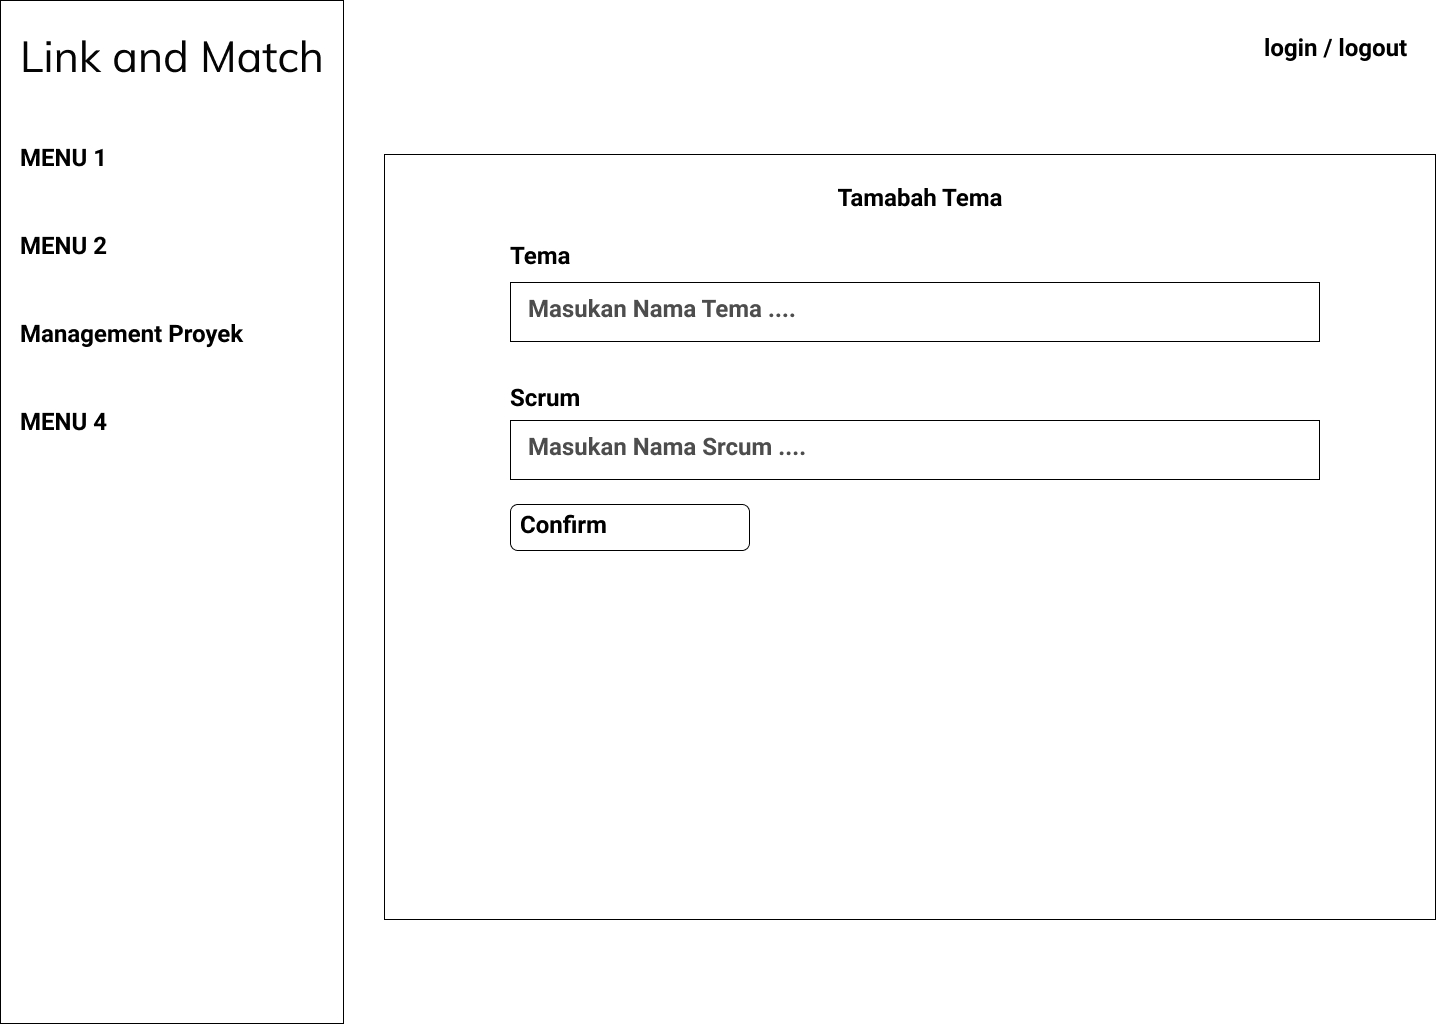 Link and Match
login / logout
MENU 1
MENU 2
Management Proyek
MENU 4
Tamabah Tema
Tema
Masukan Nama Tema ....
Scrum
Masukan Nama Srcum ....
Confirm